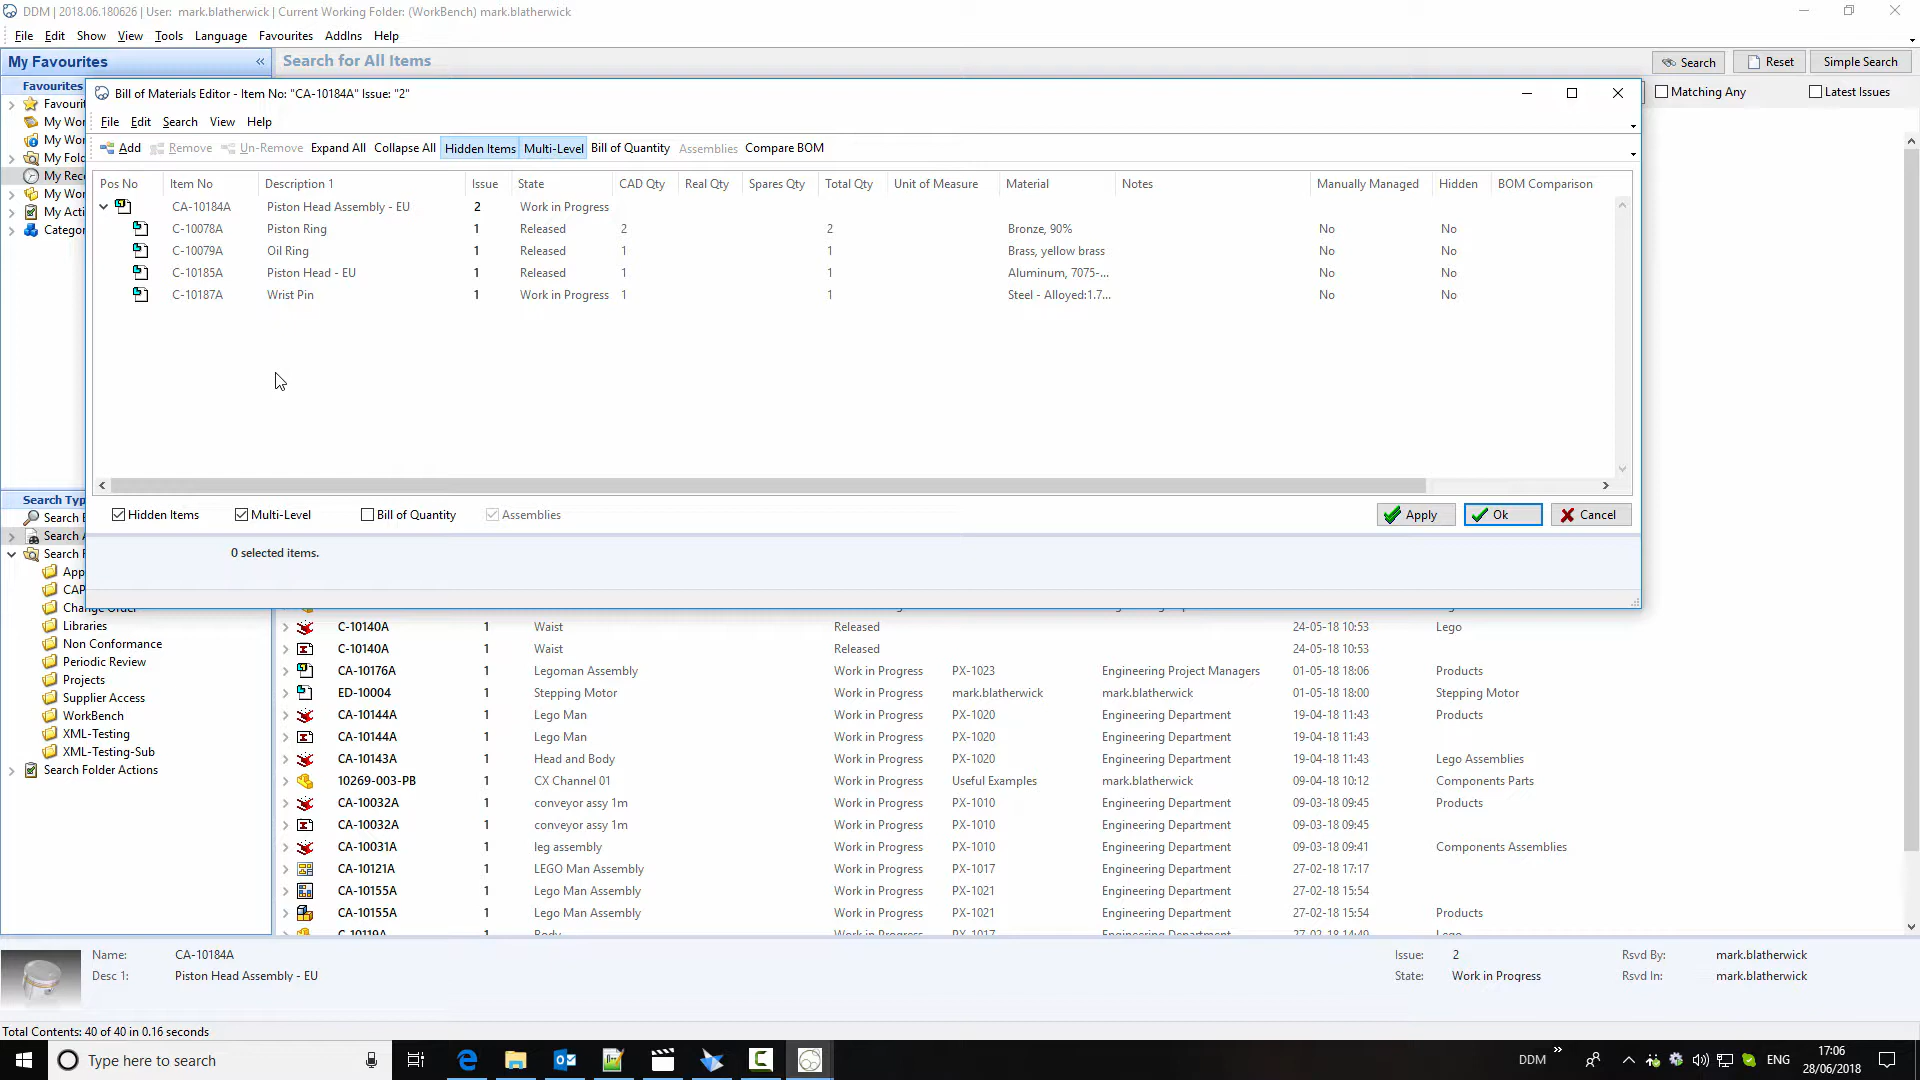 DDM | 2018.06.180626 | User: mark.blatherwick | Current Working Folder: (WorkBench) mark.blatherwick
File Edit Show View Tools Language Favourites AddIns Help
My Favourites « Search for All Items Search Reset Simple Search
Favourites Matching Any Latest Issues
Bill of Materials Editor - Item No: "CA-10184A" Issue: "2"
File Edit Search View Help
Add Remove Un-Remove Expand All Collapse All Hidden Items Multi-Level Bill of Quantity Assemblies Compare BOM
Pos No Item No Description 1 Issue State CAD Qty Real Qty Spares Qty Total Qty Unit of Measure Material Notes Manually Managed Hidden BOM Comparison
CA-10184A Piston Head Assembly - EU 2 Work in Progress
C-10078A Piston Ring 1 Released 2 2 Bronze, 90% No No
C-10079A Oil Ring 1 Released 1 1 Brass, yellow brass No No
C-10185A Piston Head - EU 1 Released 1 1 Aluminum, 7075-... No No
C-10187A Wrist Pin 1 Work in Progress 1 1 Steel - Alloyed:1.7... No No
Hidden Items Multi-Level Bill of Quantity Assemblies Apply Ok Cancel
0 selected items.
Favouri
My Wor
My Wo
My Fol
My Rec
My Wor
My Acti
Catego
Search Typ
Search E
Search A
Search F
App
CAP
Change Order
Libraries
Non Conformance
Periodic Review
Projects
Supplier Access
WorkBench
XML-Testing
XML-Testing-Sub
Search Folder Actions
C-10140A 1 Waist Released 24-05-18 10:53 Lego
C-10140A 1 Waist Released 24-05-18 10:53
CA-10176A 1 Legoman Assembly Work in Progress PX-1023 Engineering Project Managers 01-05-18 18:06 Products
ED-10004 1 Stepping Motor Work in Progress mark.blatherwick mark.blatherwick 01-05-18 18:00 Stepping Motor
CA-10144A 1 Lego Man Work in Progress PX-1020 Engineering Department 19-04-18 11:43 Products
CA-10144A 1 Lego Man Work in Progress PX-1020 Engineering Department 19-04-18 11:43
CA-10143A 1 Head and Body Work in Progress PX-1020 Engineering Department 19-04-18 11:43 Lego Assemblies
10269-003-PB 1 CX Channel 01 Work in Progress Useful Examples mark.blatherwick 09-04-18 10:12 Components Parts
CA-10032A 1 conveyor assy 1m Work in Progress PX-1010 Engineering Department 09-03-18 09:45 Products
CA-10032A 1 conveyor assy 1m Work in Progress PX-1010 Engineering Department 09-03-18 09:45
CA-10031A 1 leg assembly Work in Progress PX-1010 Engineering Department 09-03-18 09:41 Components Assemblies
CA-10121A 1 LEGO Man Assembly Work in Progress PX-1017 Engineering Department 27-02-18 17:17
CA-10155A 1 Lego Man Assembly Work in Progress PX-1021 Engineering Department 27-02-18 15:54
CA-10155A 1 Lego Man Assembly Work in Progress PX-1021 Engineering Department 27-02-18 15:54 Products
C-10119A 1 Body Work in Progress PX-1017 Engineering Department 27-02-18 14:49 Lego
Name: CA-10184A Issue: 2 Rsvd By: mark.blatherwick
Desc 1: Piston Head Assembly - EU State: Work in Progress Rsvd In: mark.blatherwick
Total Contents: 40 of 40 in 0.16 seconds
Type here to search DDM ENG 17:06
28/06/2018